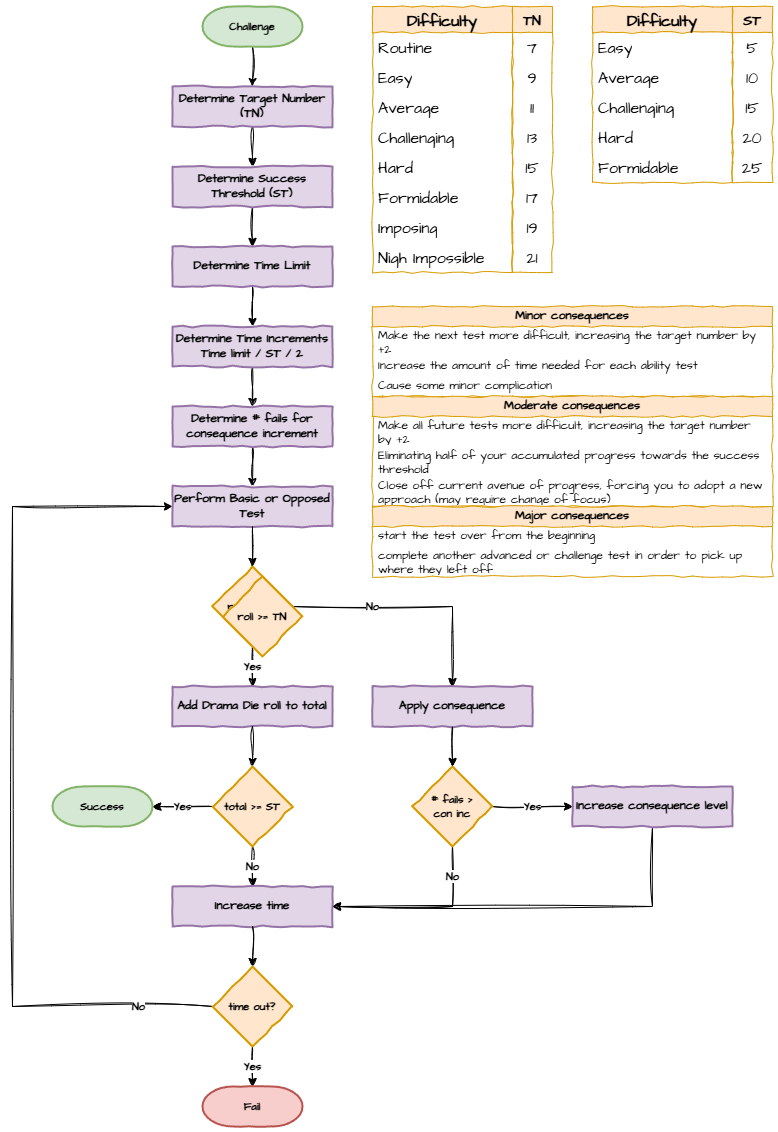 Challenge
Determine Target Number
(TN)
Determine Success
Threshold (ST)
Determine Time Limit
Determine Time Increments
Time limit / ST / 2
Determine # fails for
consequence increment
Perform Basic or Opposed
Test
roll >= TN
No
Yes
Add Drama Die roll to total
Apply consequence
Success
Yes
total >= ST
# fails >
con inc
Yes
Increase consequence level
No
No
Increase time
time out?
No
Yes
Fail
Difficulty TN
Routine 7
Easy 9
Average 11
Challenging 13
Hard 15
Formidable 17
Imposing 19
Nigh Impossible 21
Difficulty ST
Easy 5
Average 10
Challenging 15
Hard 20
Formidable 25
Minor consequences
Make the next test more difficult, increasing the target number by
+2
Increase the amount of time needed for each ability test
Cause some minor complication
Moderate consequences
Make all future tests more difficult, increasing the target number
by +2
Eliminating half of your accumulated progress towards the success
threshold
Close off current avenue of progress, forcing you to adopt a new
approach (may require change of focus)
Major consequences
start the test over from the beginning
complete another advanced or challenge test in order to pick up
where they left off